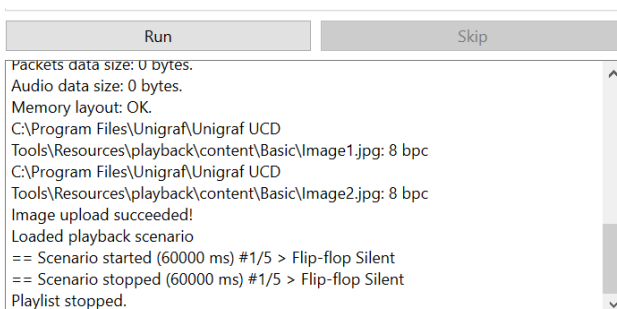 Run
Skip
Packets data size: 0 bytes.
Audio data size: 0 bytes.
Memory layout: OK.
C:\Program Files\Unigraf\Unigraf UCD
Tools\Resources\playback\content\Basic\Image1.jpg: 8 bpc
C:\Program Files\Unigraf\Unigraf UCD
Tools\Resources\playback\content\Basic\Image2.jpg: 8 bpc
Image upload succeeded!
Loaded playback scenario
== Scenario started (60000 ms) #1/5 > Flip-flop Silent
== Scenario stopped (60000 ms) #1/5 > Flip-flop Silent
Playlist stopped.